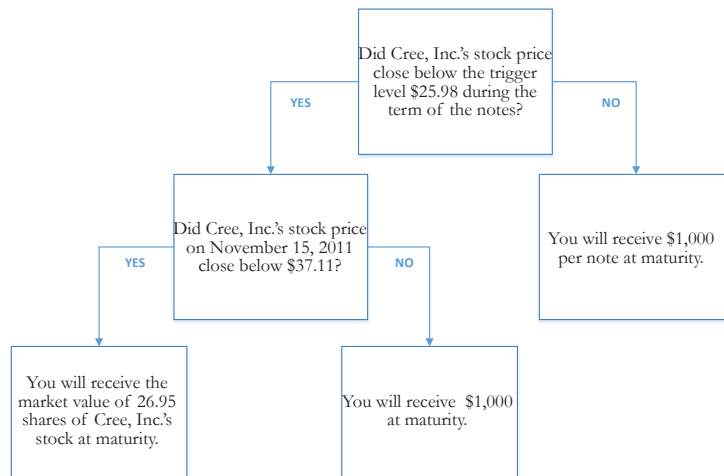 Did Cree, Inc.'s stock price
close below the trigger
level $25.98 during the
term of the notes?
YES
NO
Did Cree, Inc.'s stock price
on November 15, 2011
close below $37.11?
You will receive $1,000
per note at maturity.
YES
NO
You will receive the
market value of 26.95
shares of Cree, Inc.'s
stock at maturity.
You will receive $1,000
at maturity.